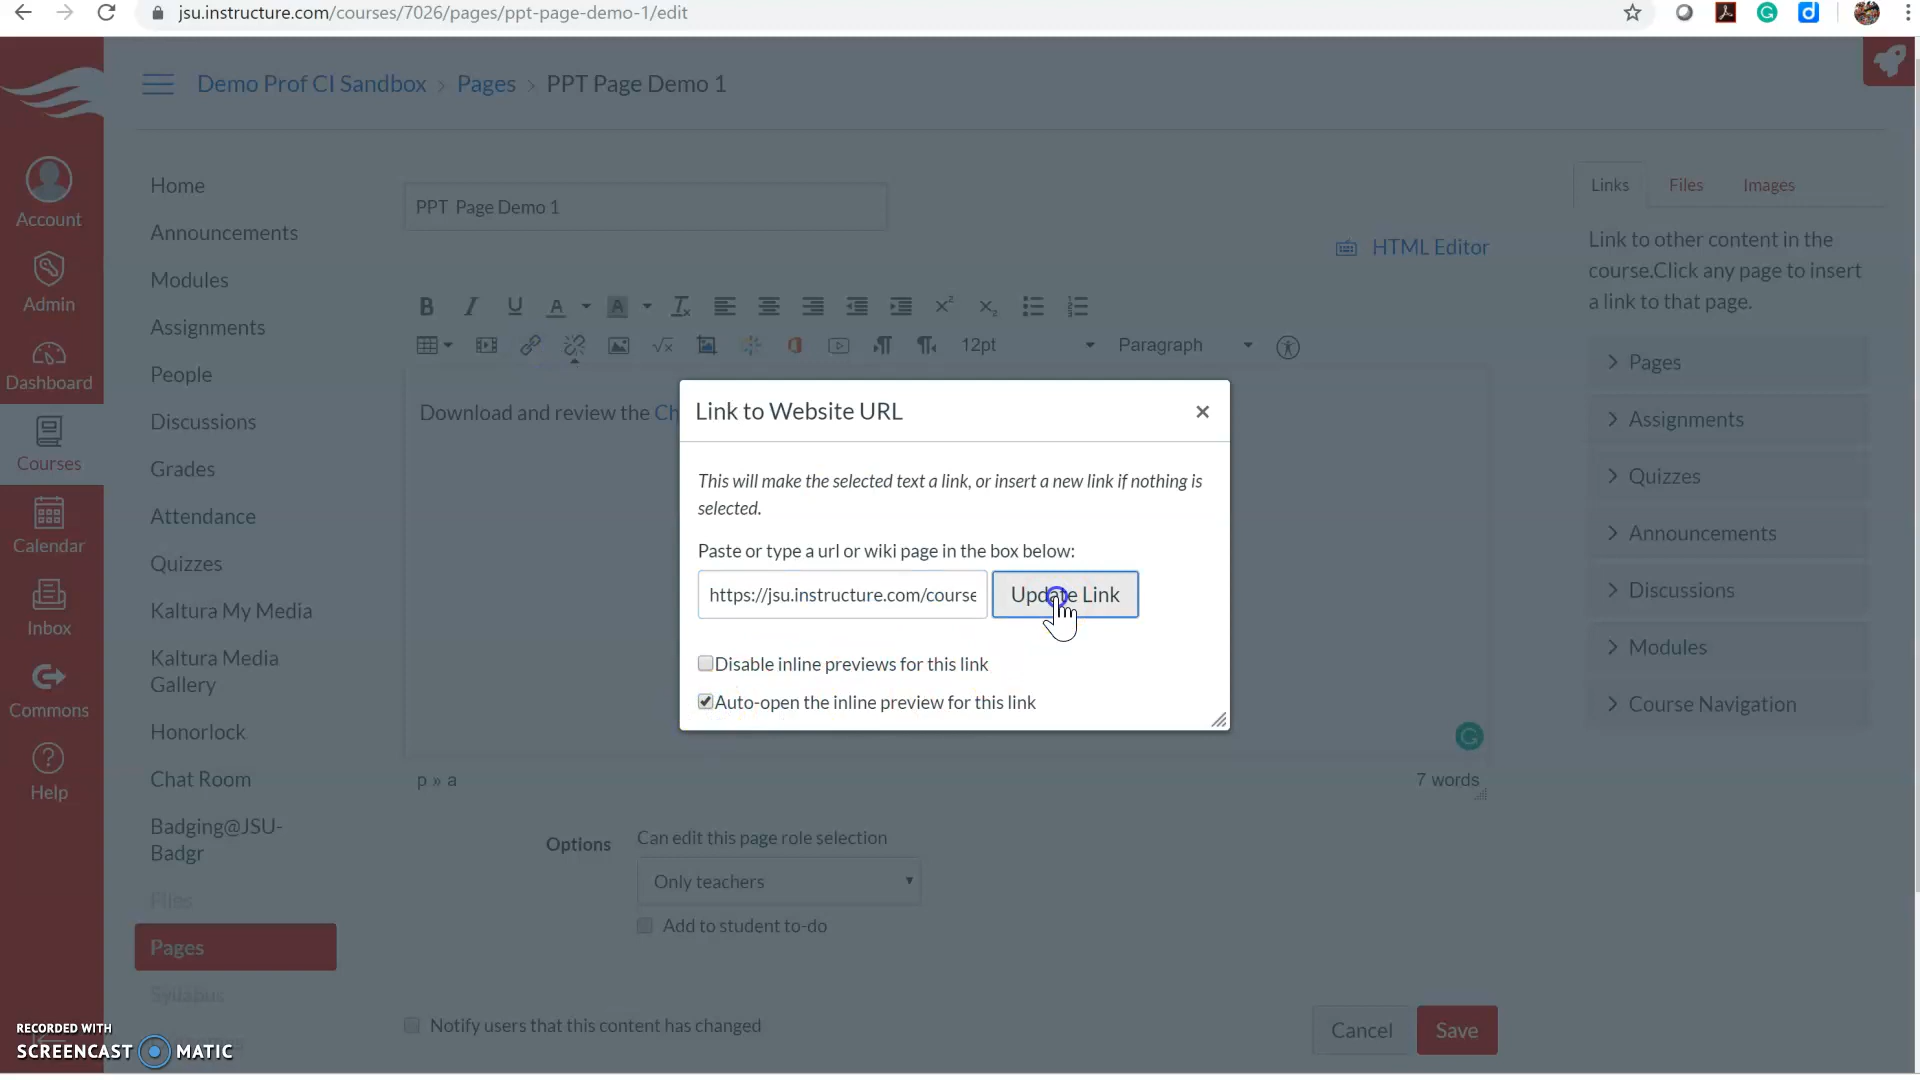 jsu.instructure.com/courses/7026/pages/ppt-page-demo-1/edit
Demo Prof CI Sandbox › Pages › PPT Page Demo 1
Account
Admin
Dashboard
Courses
Calendar
Inbox
Commons
Help
Home
Announcements
Modules
Assignments
People
Discussions
Grades
Attendance
Quizzes
Kaltura My Media
Kaltura Media
Gallery
Honorlock
Chat Room
Badging@JSU-
Badgr
Files
Pages
Syllabus
PPT Page Demo 1
HTML Editor
12pt Paragraph
Download and review the Ch
Link to Website URL
This will make the selected text a link, or insert a new link if nothing is
selected.
Paste or type a url or wiki page in the box below:
https://jsu.instructure.com/course
Update Link
Disable inline previews for this link
Auto-open the inline preview for this link
p » a
7 words
Options
Can edit this page role selection
Only teachers
Add to student to-do
Notify users that this content has changed
Cancel
Save
Links Files Images
Link to other content in the
course.Click any page to insert
a link to that page.
Pages
Assignments
Quizzes
Announcements
Discussions
Modules
Course Navigation
RECORDED WITH
SCREENCAST MATIC